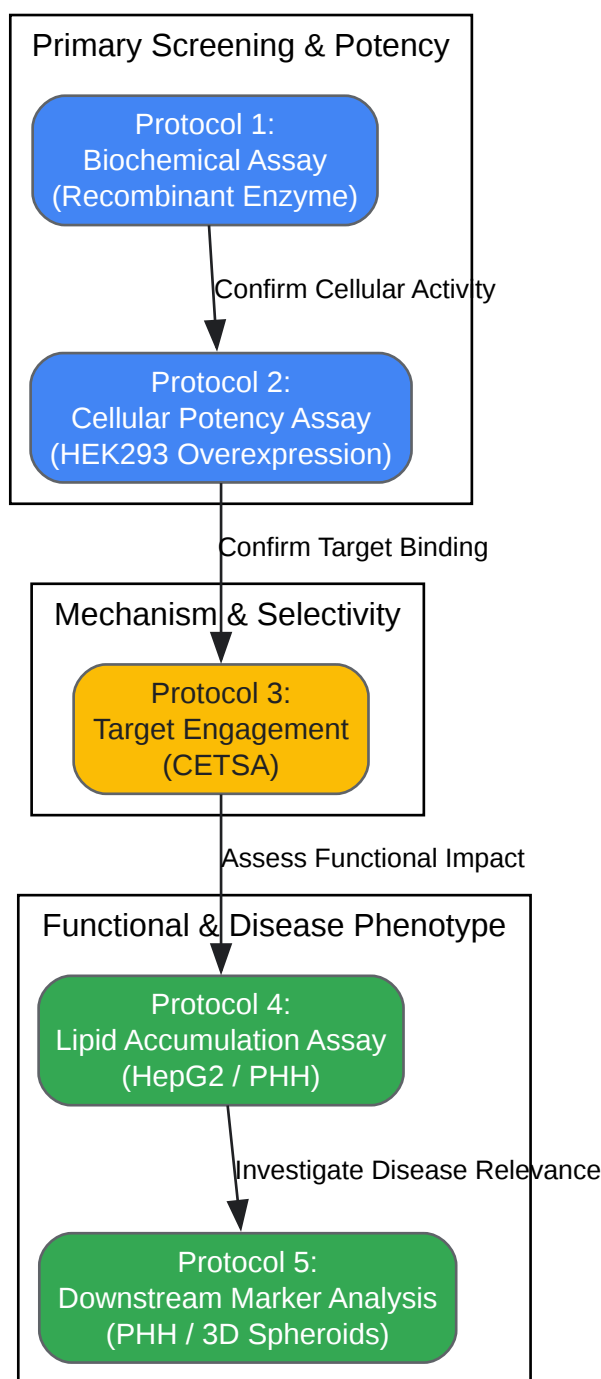 Primary Screening & Potency
Protocol 1:
Biochemical Assay
(Recombinant Enzyme)
Confirm Cellular Activity
Protocol 2:
Cellular Potency Assay
(HEK293 Overexpression)
Confirm Target Binding
Mechanism & Selectivity
Protocol 3:
Target Engagement
(CETSA)
Assess Functional Impact
Functional & Disease Phenotype
Protocol 4:
Lipid Accumulation Assay
(HepG2 / PHH)
Investigate Disease Relevance
Protocol 5:
Downstream Marker Analysis
(PHH / 3D Spheroids)